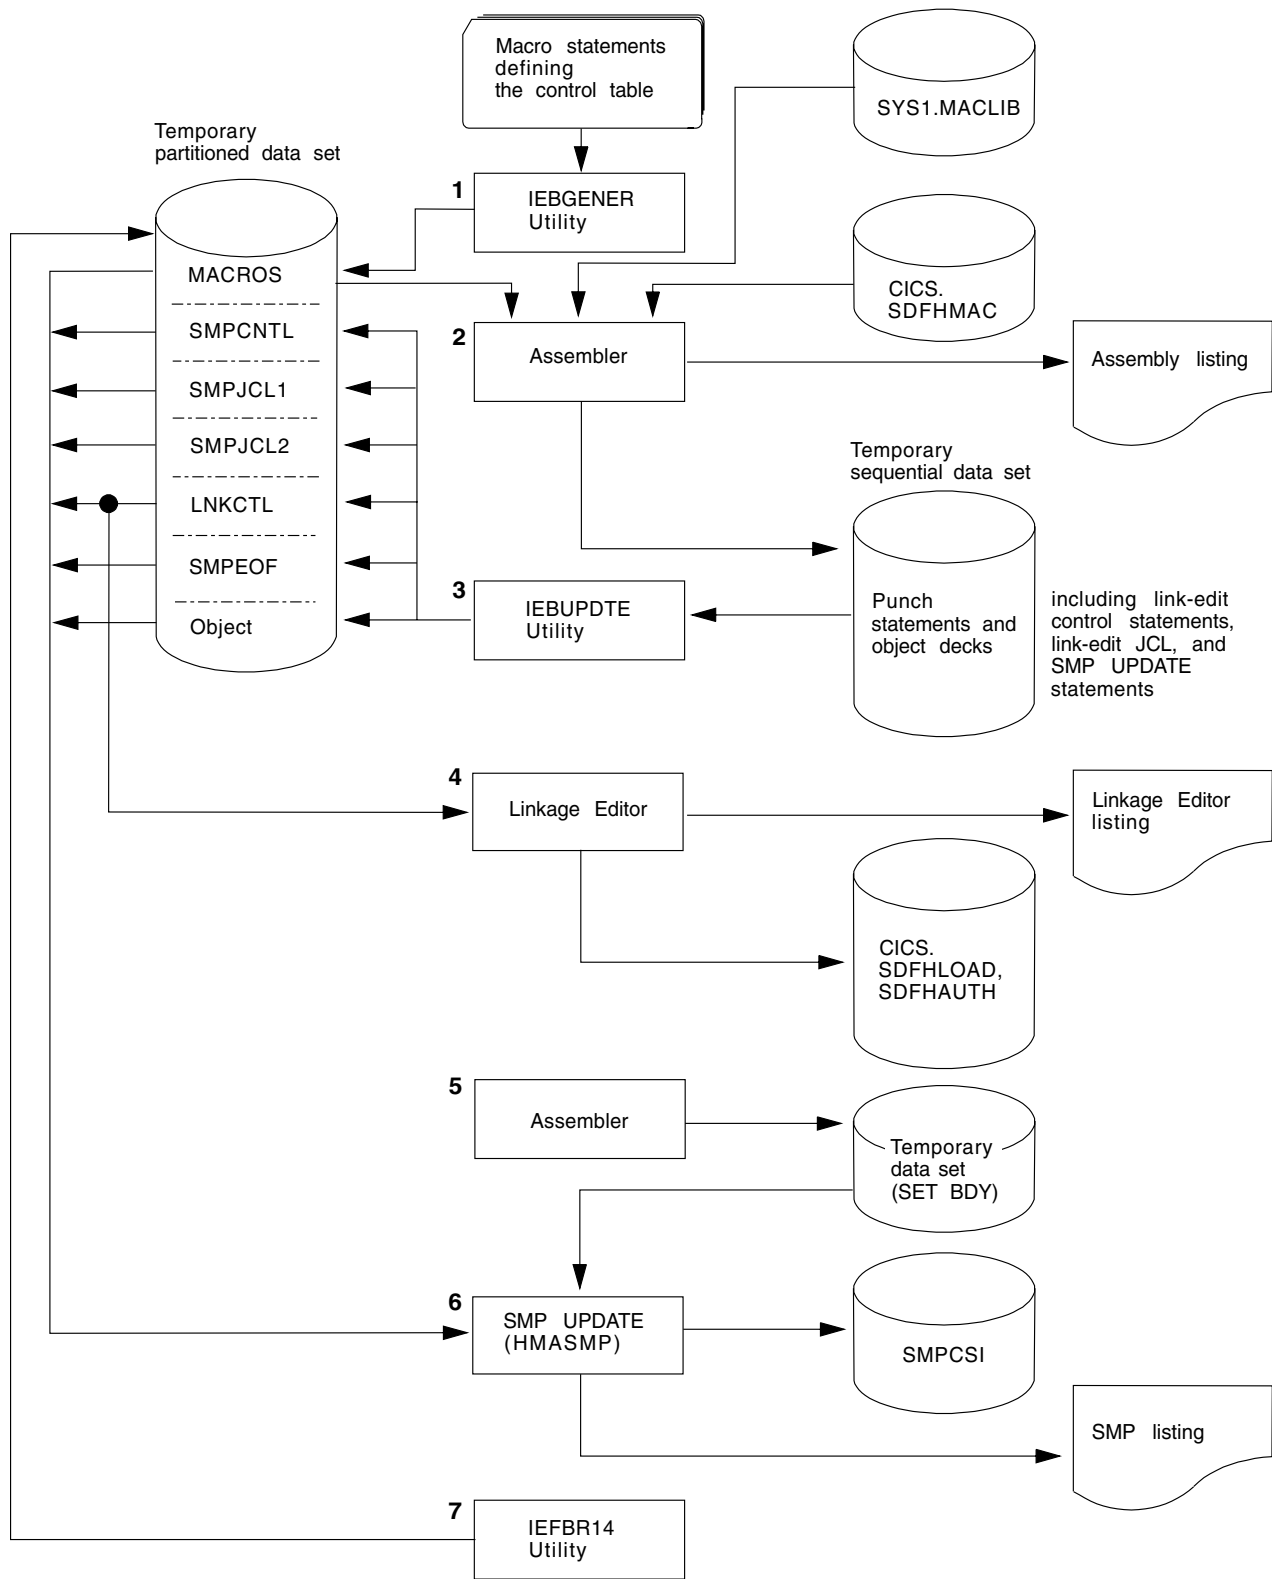 Macro statements
defining
the control table
SYS1.MACLIB
Temporary
partitioned data set
1
IEBGENER
Utility
MACROS
CICS.
SDFHMAC
SMPCNTL
2
Assembler
Assembly listing
SMPJCL1
SMPJCL2
Temporary
sequential data set
LNKCTL
SMPEOF
3
IEBUPDTE
Utility
Punch
statements and
object decks
including link-edit
control statements,
link-edit JCL, and
SMP UPDATE
statements
Object
4
Linkage Editor
Linkage Editor
listing
CICS.
SDFHLOAD,
SDFHAUTH
5
Assembler
Temporary
data set
(SET BDY)
6
SMP UPDATE
(HMASMP)
SMPCSI
SMP listing
7
IEFBR14
Utility